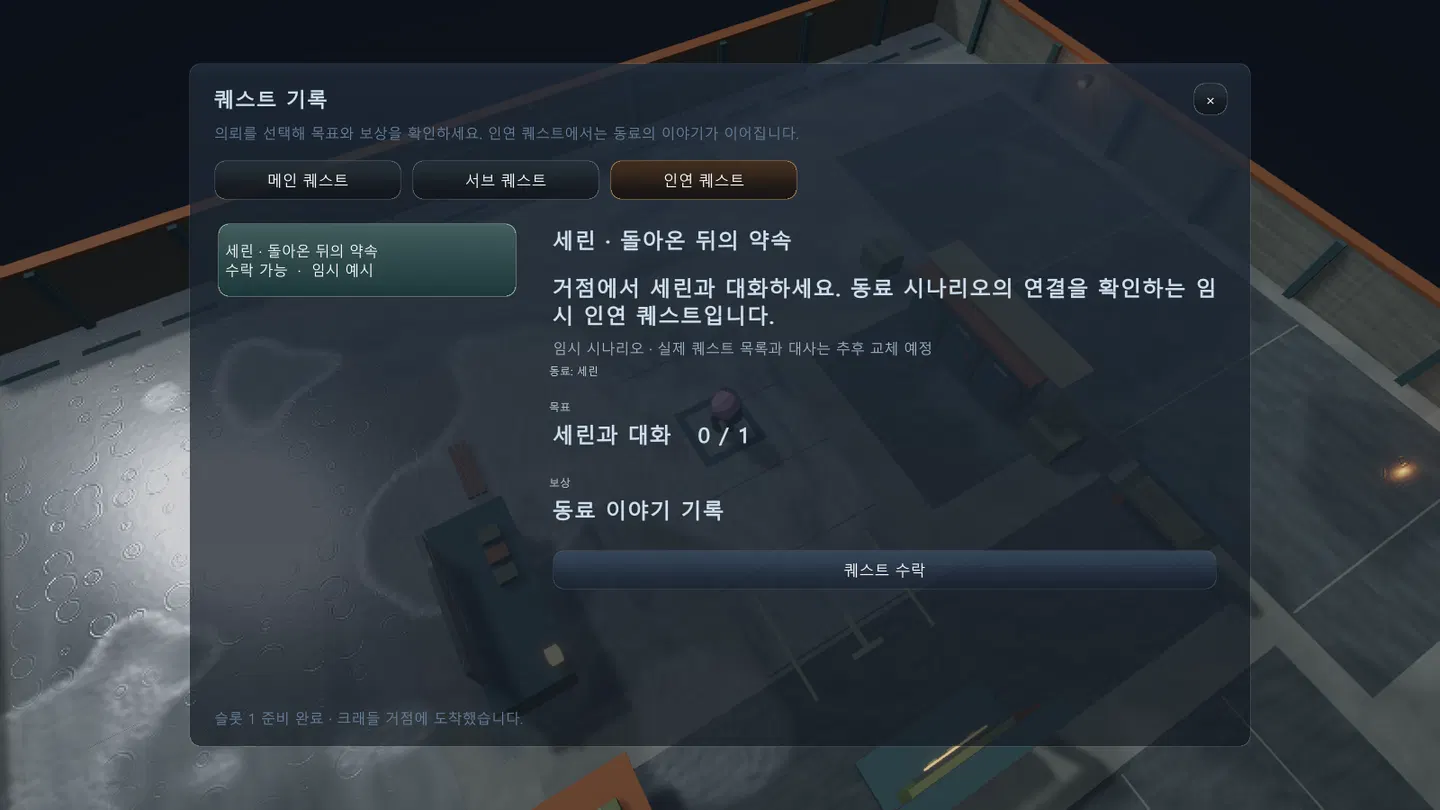 퀘스트 기록
×
의뢰를 선택해 목표와 보상을 확인하세요. 인연 퀘스트에서는 동료의 이야기가 이어집니다.
메인 퀘스트
서브 퀘스트
인연 퀘스트
세린 · 돌아온 뒤의 약속
수락 가능 · 임시 예시
세린 · 돌아온 뒤의 약속
거점에서 세린과 대화하세요. 동료 시나리오의 연결을 확인하는 임
시 인연 퀘스트입니다.
임시 시나리오 · 실제 퀘스트 목록과 대사는 추후 교체 예정
동료: 세린
목표
세린과 대화 0 / 1
보상
동료 이야기 기록
퀘스트 수락
슬롯 1 준비 완료 · 크래들 거점에 도착했습니다.